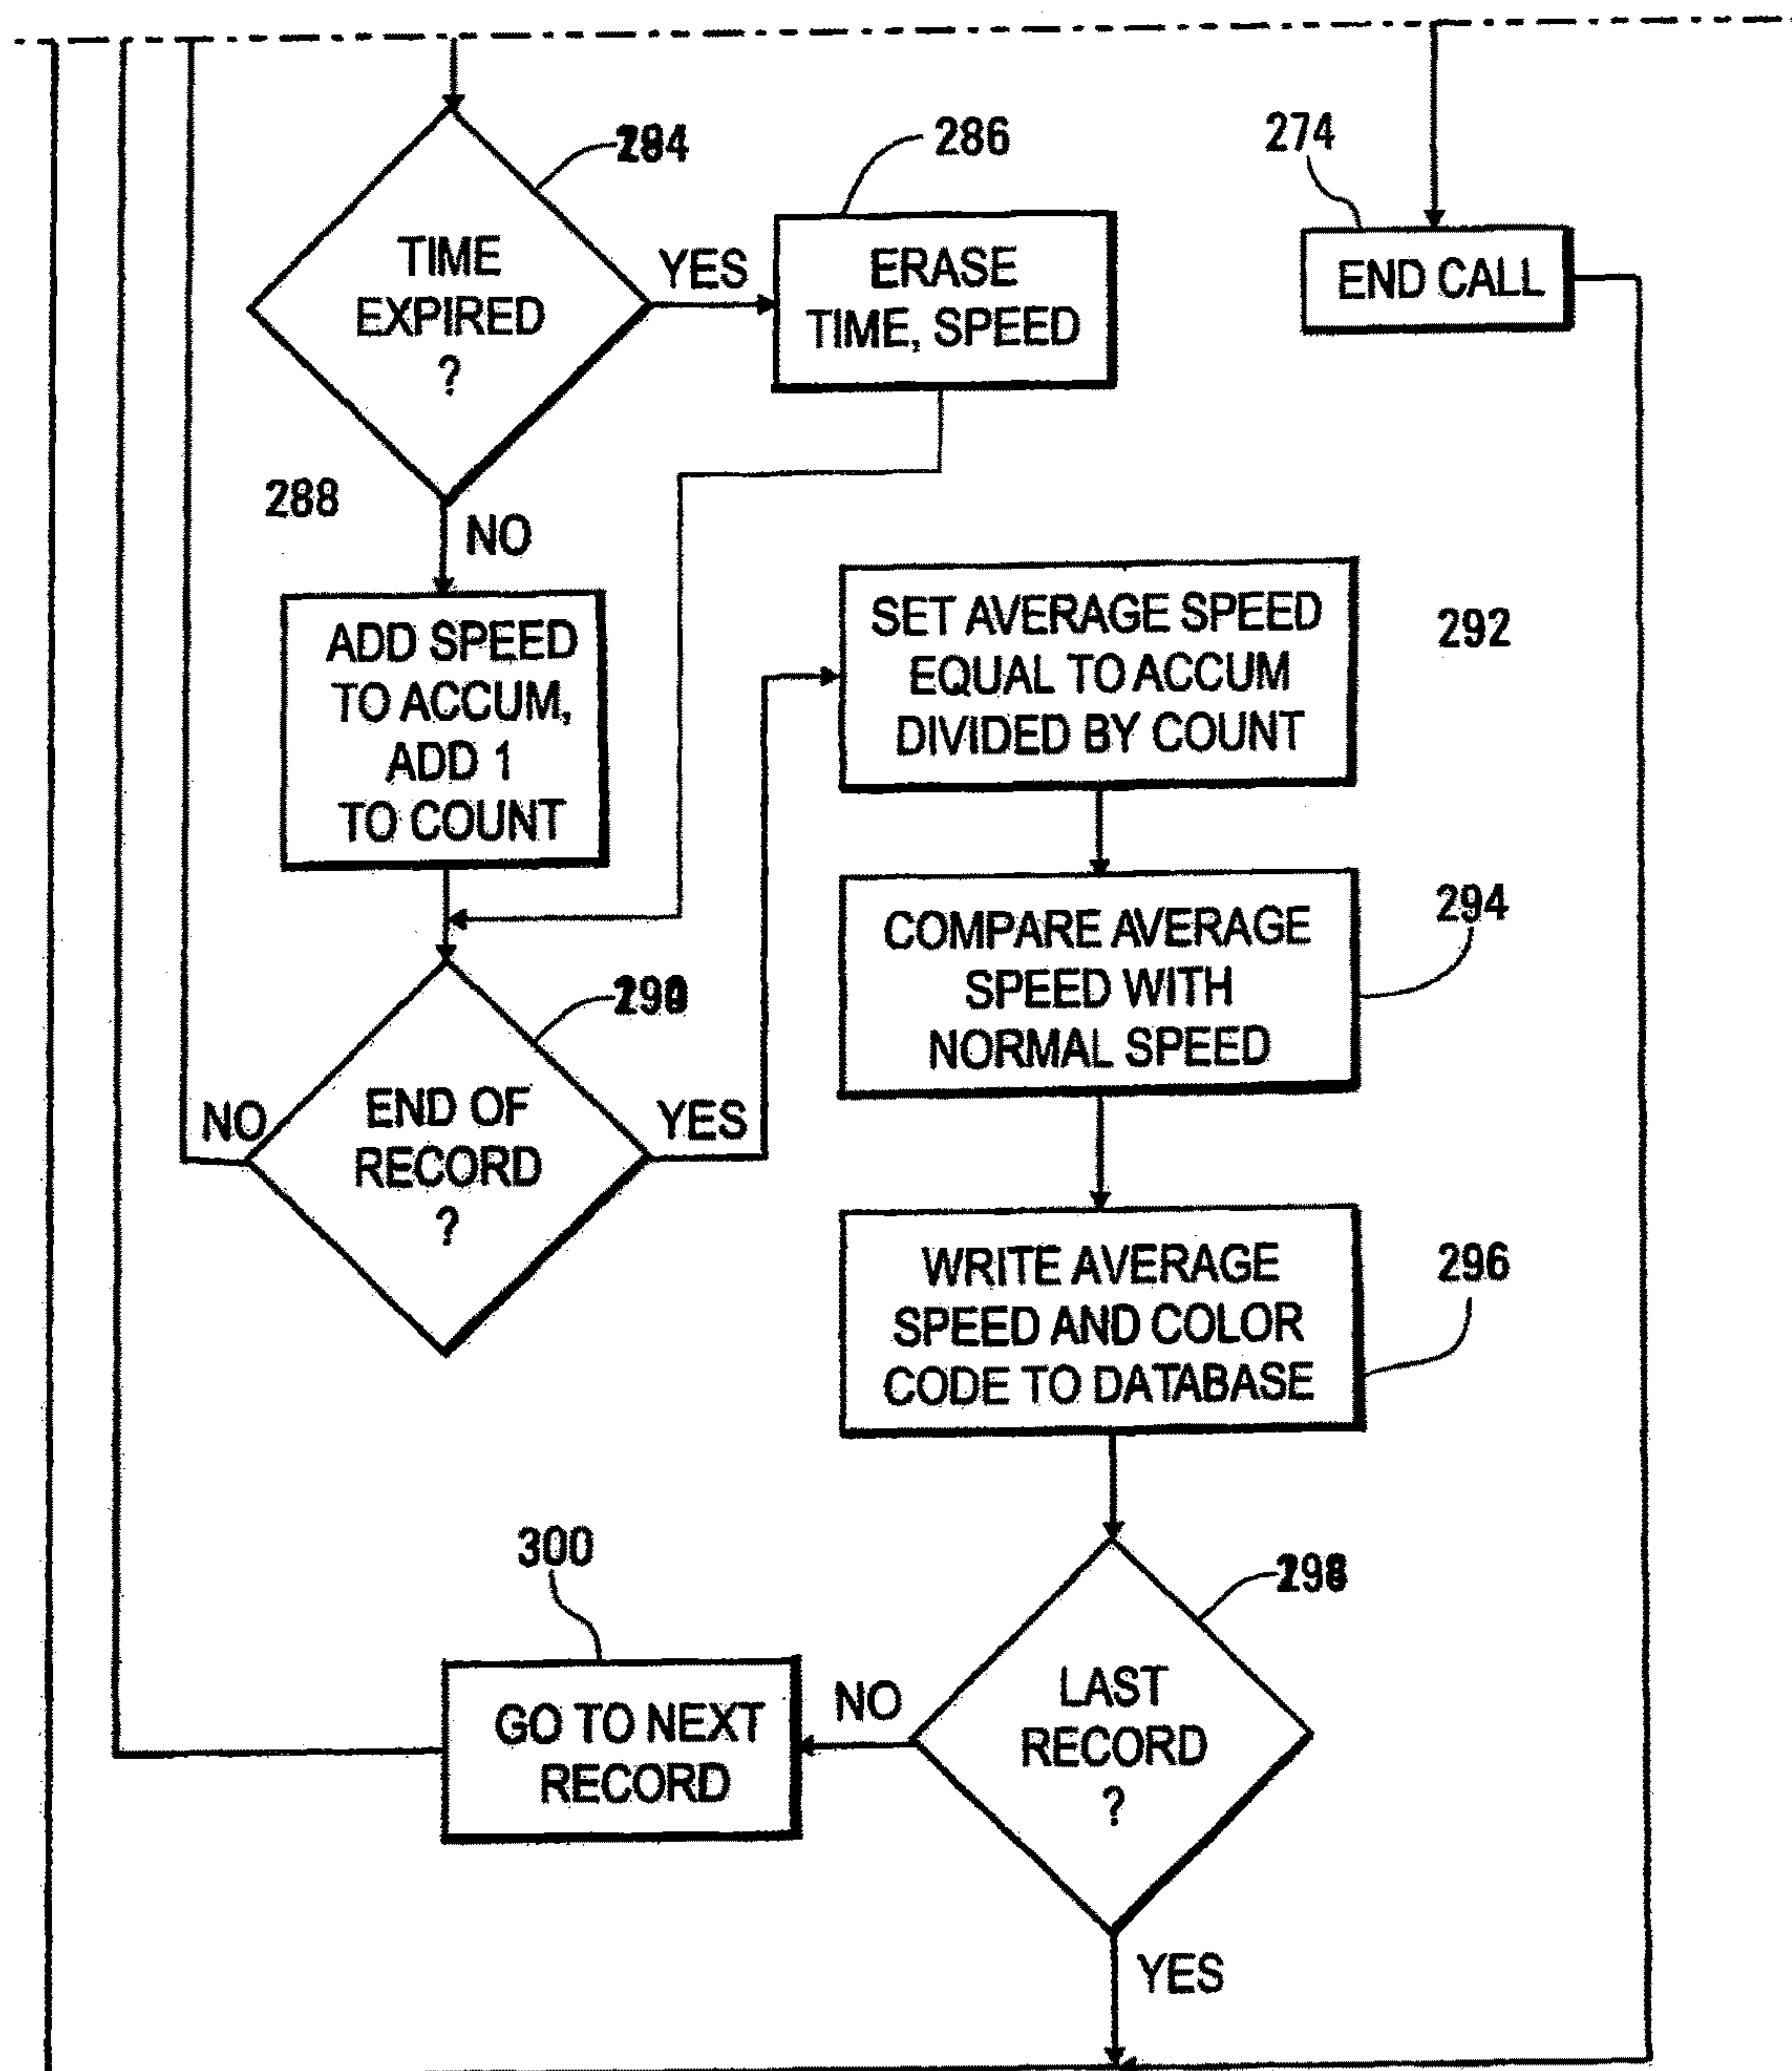 286
274
TIME
EXPIRED
?
YES
ERASE
TIME, SPEED
END CALL
288
NO
ADD SPEED
TO ACCUM,
ADD 1
TO COUNT
SET AVERAGE SPEED
EQUAL TO ACCUM
DIVIDED BY COUNT
292
COMPARE AVERAGE
SPEED WITH
NORMAL SPEED
294
END OF
RECORD
?
NO
YES
WRITE AVERAGE
SPEED AND COLOR
CODE TO DATABASE
296
300
GO TO NEXT
RECORD
NO
LAST
RECORD
?
YES